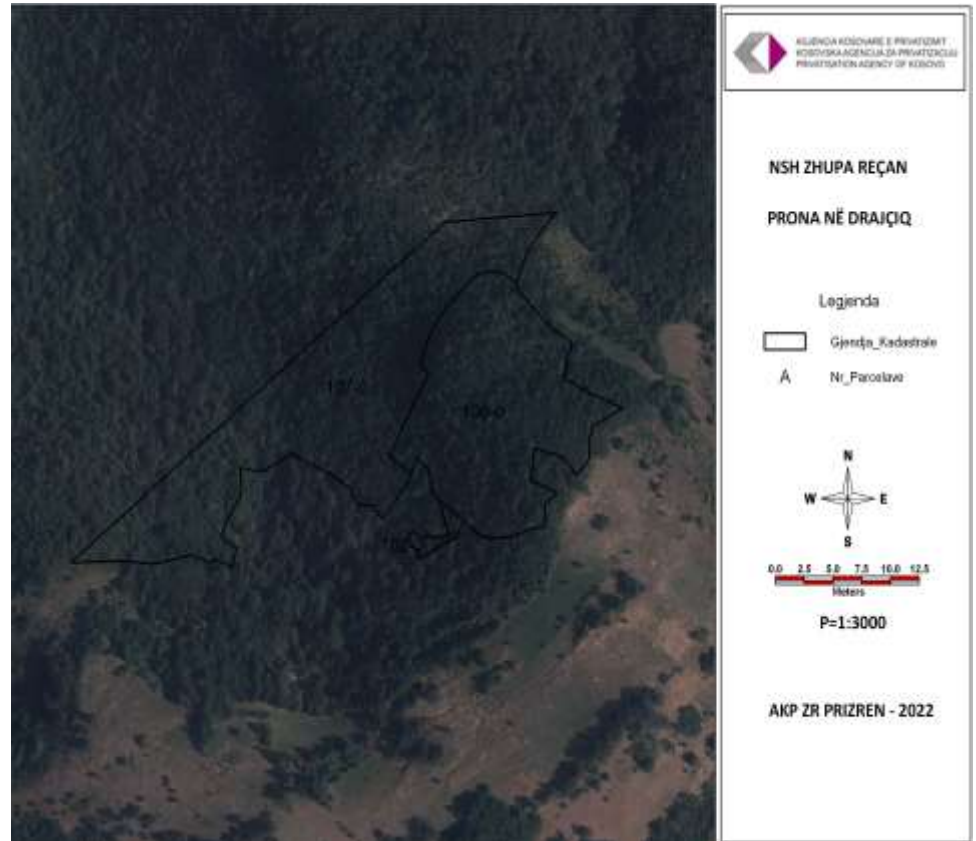 AGJENCIA KOSOVARE E PRIVATIZIMIT
KOSOVSKA AGENCIJA ZA PRIVATIZACIJU
PRIVATISATION AGENCY OF KOSOVO
NSH ZHUPA REÇAN
PRONA NË DRAJÇIQ
Legjenda
Gjendja_Kadastrale
A Nr_Parcelave
N
W E
S
0.0 2.5 5.0 7.5 10.0 12.5
Meters
P=1:3000
AKP ZR PRIZREN - 2022